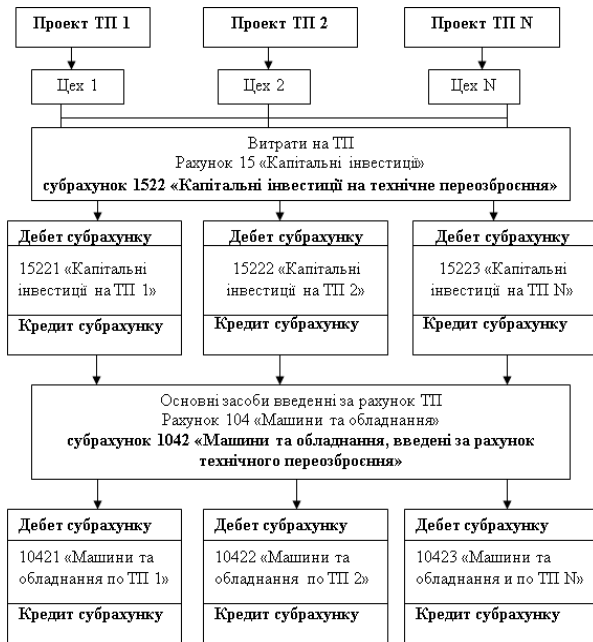 Проект ТП 1
Проект ТП 2
Проект ТП N
Цех 1
Цех 2
Цех N
Витрати на ТП
Рахунок 15 «Капітальні інвестиції»
субрахунок 1522 «Капітальні інвестиції на технічне переозброєння»
Дебет субрахунку
15221 «Капітальні
інвестиції на ТП 1»
Кредит субрахунку
Дебет субрахунку
15222 «Капітальні
інвестиції на ТП 2»
Кредит субрахунку
Дебет субрахунку
15223 «Капітальні
інвестиції на ТП N»
Кредит субрахунку
Основні засоби введенні за рахунок ТП
Рахунок 104 «Машини та обладнання»
субрахунок 1042 «Машини та обладнання, введені за рахунок
технічного переозброєння»
Дебет субрахунку
10421 «Машини та
обладнання по ТП 1»
Кредит субрахунку
Дебет субрахунку
10422 «Машини та
обладнання по ТП 2»
Кредит субрахунку
Дебет субрахунку
10423 «Машини та
обладнання и по ТП N»
Кредит субрахунку